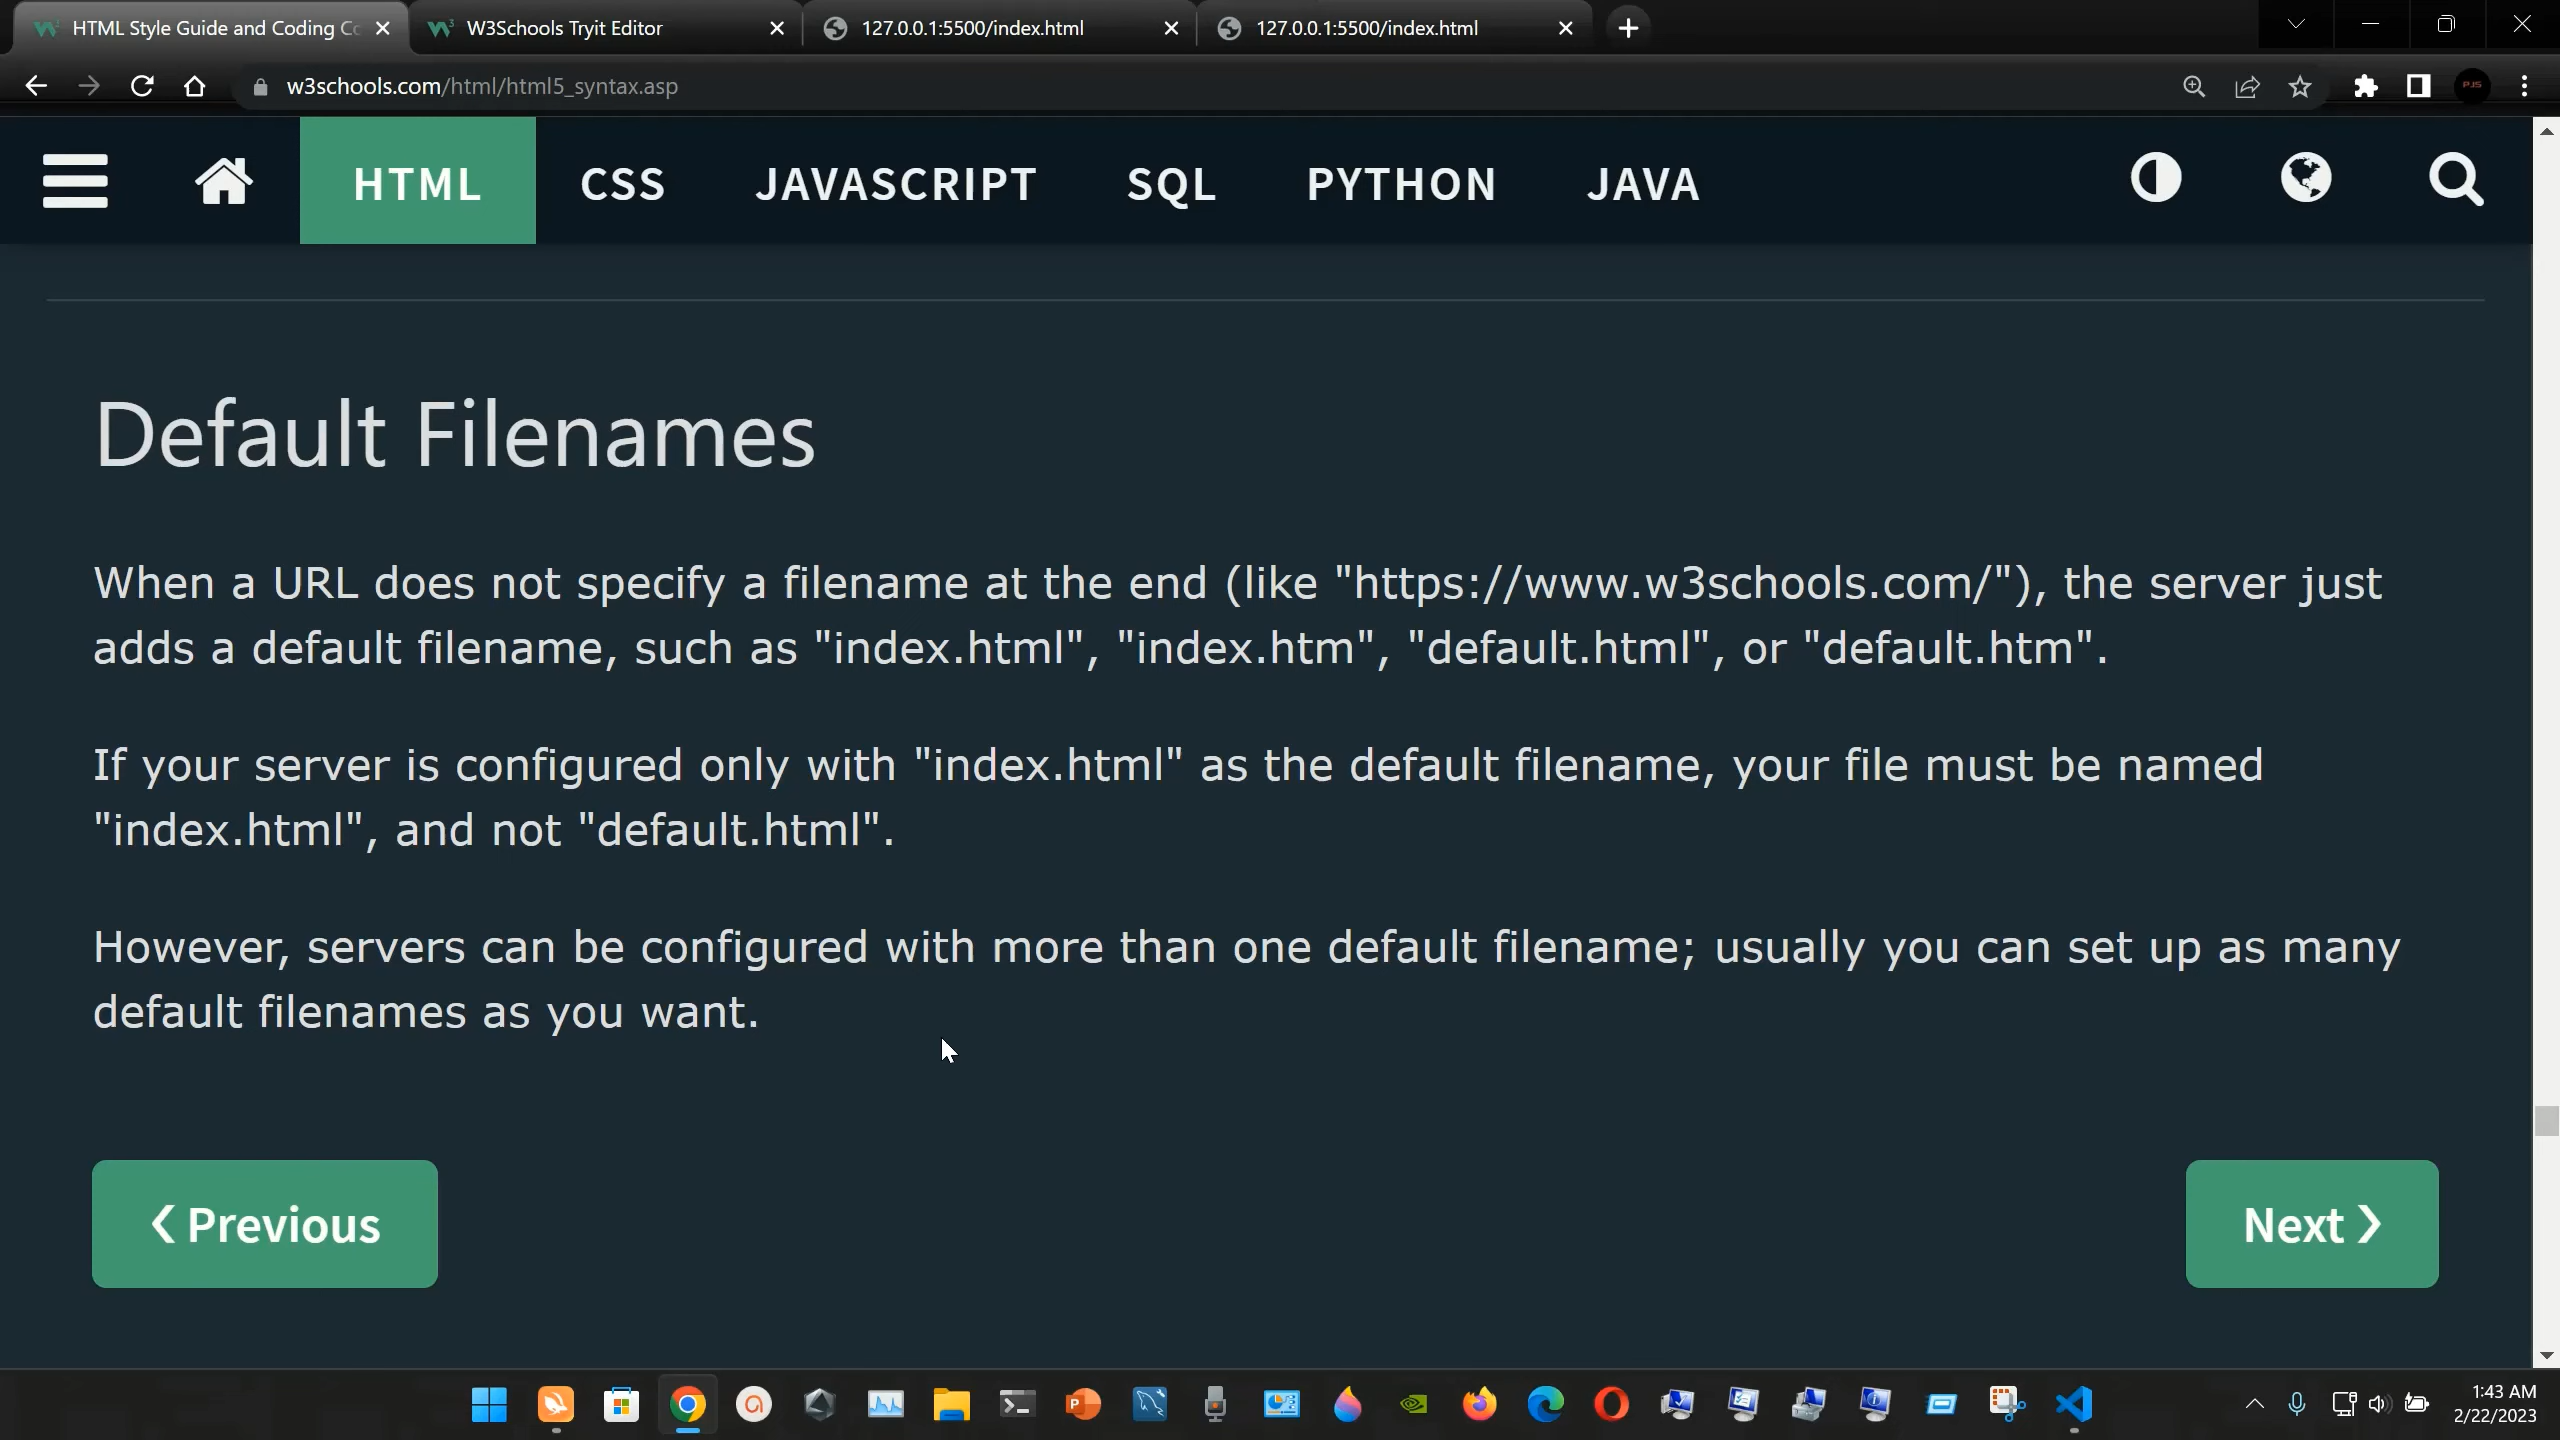 HTML Style Guide and Coding Co
W3Schools Tryit Editor
127.0.0.1:5500/index.html
127.0.0.1:5500/index.html
w3schools.com/html/html5_syntax.asp
PJS
HTML CSS JAVASCRIPT SQL PYTHON JAVA
Default Filenames
When a URL does not specify a filename at the end (like "https://www.w3schools.com/"), the server just
adds a default filename, such as "index.html", "index.htm", "default.html", or "default.htm".
If your server is configured only with "index.html" as the default filename, your file must be named
"index.html", and not "default.html".
However, servers can be configured with more than one default filename; usually you can set up as many
default filenames as you want.
❮ Previous
Next ❯
1:43 AM
2/22/2023